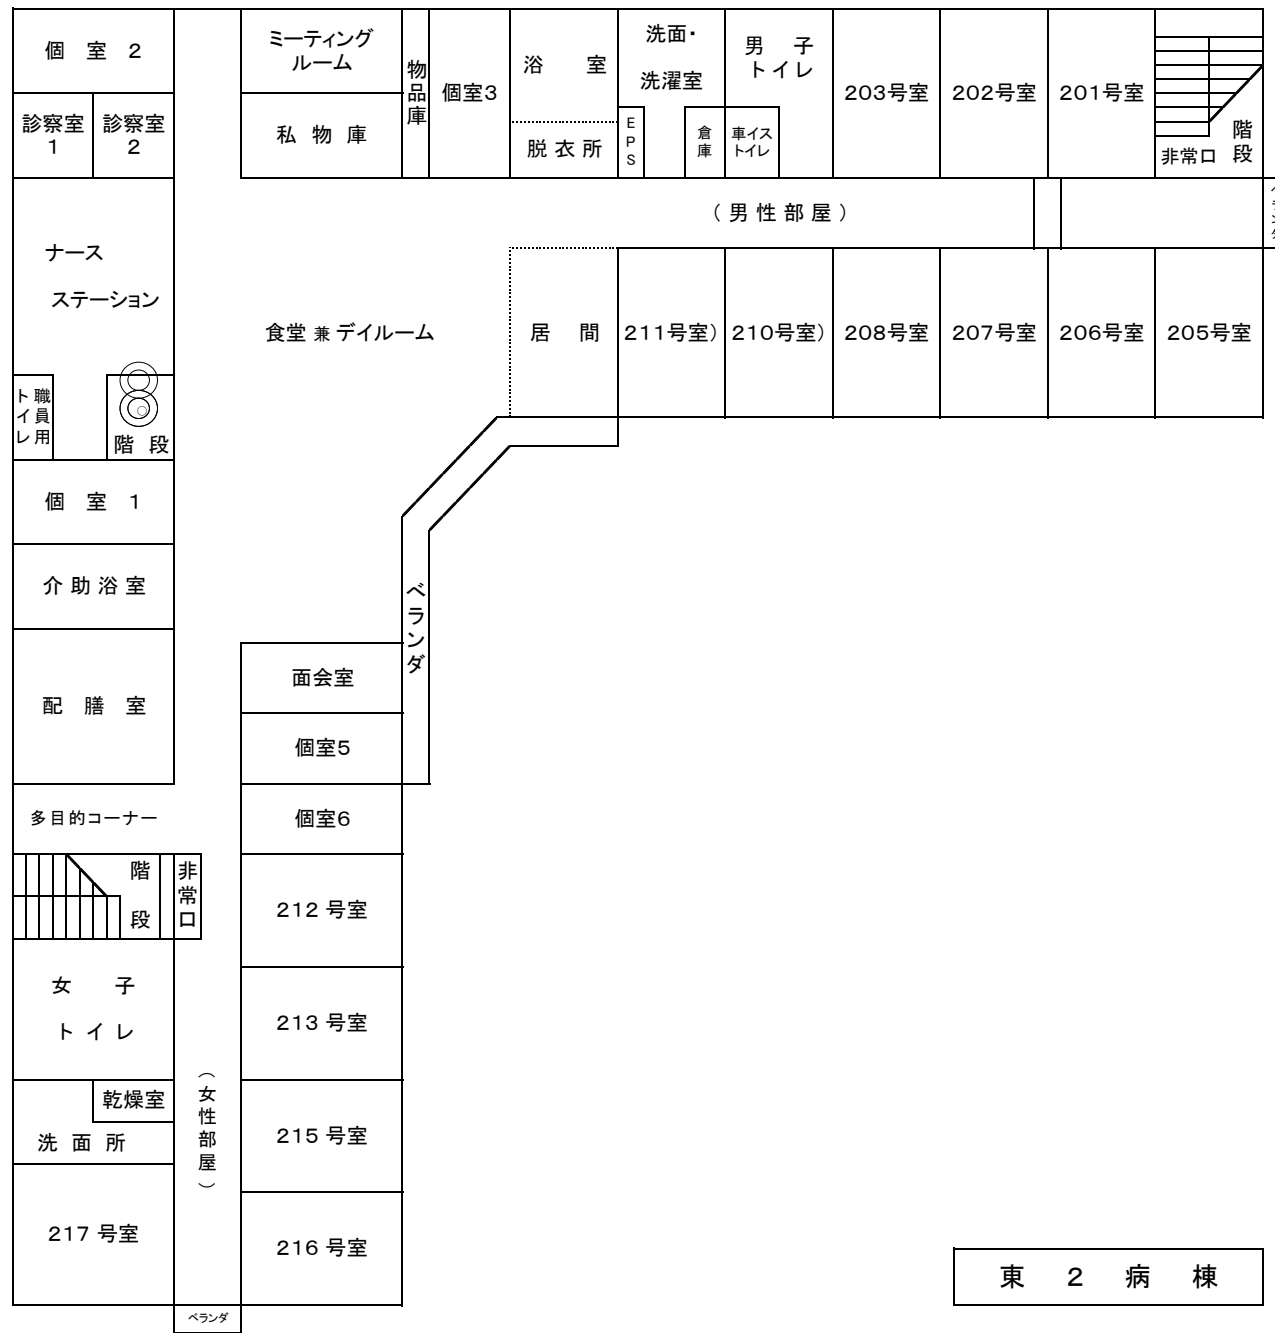 個 室 2
診察室
1
診察室
2
ミーティング
ルーム
私 物 庫
物品庫
個室3
浴 室
脱衣所
洗面・
洗濯室
EPS
倉庫
男 子
トイレ
車イス
トイレ
203号室
202号室
201号室
非常口
階段
ベランダ
(男性部屋)
ナース
ステーション
食堂 兼 デイルーム
居 間
211号室)
210号室)
208号室
207号室
206号室
205号室
職員用
トイレ
階 段
個 室 1
介助浴室
配 膳 室
ベランダ
面会室
個室5
個室6
多目的コーナー
階段
非常口
212 号室
女 子
トイレ
213 号室
乾燥室
洗 面 所
(女性部屋)
215 号室
217 号室
216 号室
ベランダ
東 2 病 棟